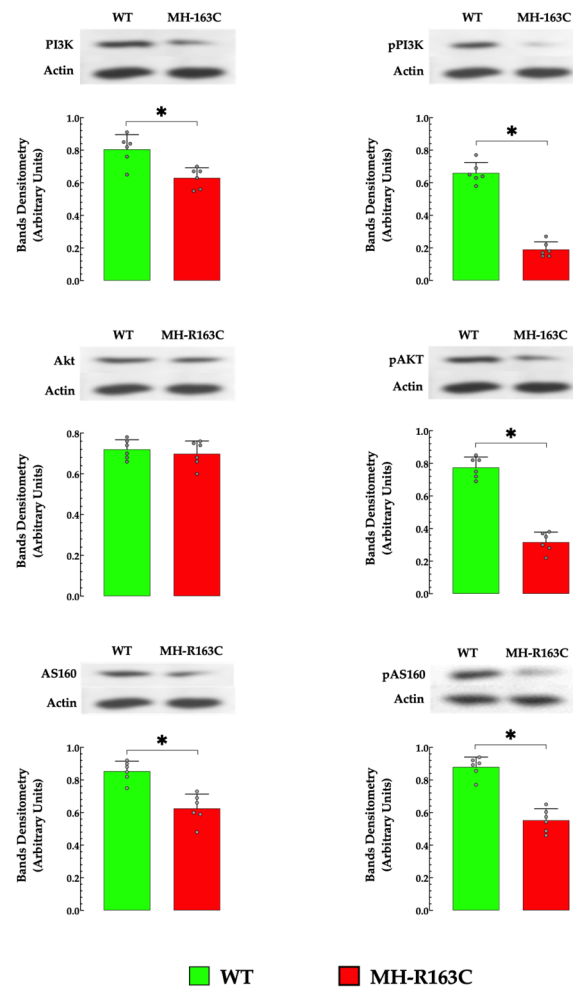 WT MH-163C
PI3K
Actin
*
Bands Densitometry
(Arbitrary Units)
1.0
0.8
0.6
0.4
0.2
0.0
WT MH-163C
pPI3K
Actin
*
Bands Densitometry
(Arbitrary Units)
1.0
0.8
0.6
0.4
0.2
0.0
WT MH-R163C
Akt
Actin
Bands Densitometry
(Arbitrary Units)
0.8
0.6
0.4
0.2
0.0
WT MH-163C
pAKT
Actin
*
Bands Densitometry
(Arbitrary Units)
1.0
0.8
0.6
0.4
0.2
0.0
WT MH-R163C
AS160
Actin
*
Bands Densitometry
(Arbitrary Units)
1.0
0.8
0.6
0.4
0.2
0.0
WT MH-R163C
pAS160
Actin
*
Bands Densitometry
(Arbitrary Units)
1.0
0.8
0.6
0.4
0.2
0.0
WT MH-R163C